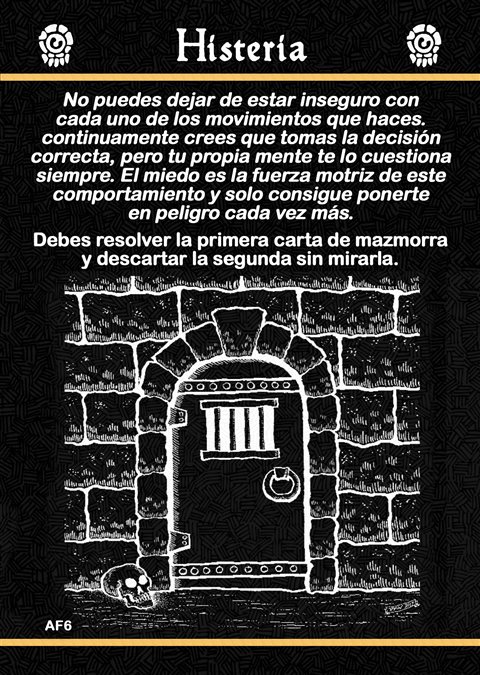 Histeria
No puedes dejar de estar inseguro con
cada uno de los movimientos que haces.
continuamente crees que tomas la decisión
correcta, pero tu propia mente te lo cuestiona
siempre. El miedo es la fuerza motriz de este
comportamiento y solo consigue ponerte
en peligro cada vez más.
Debes resolver la primera carta de mazmorra
y descartar la segunda sin mirarla.
AF6